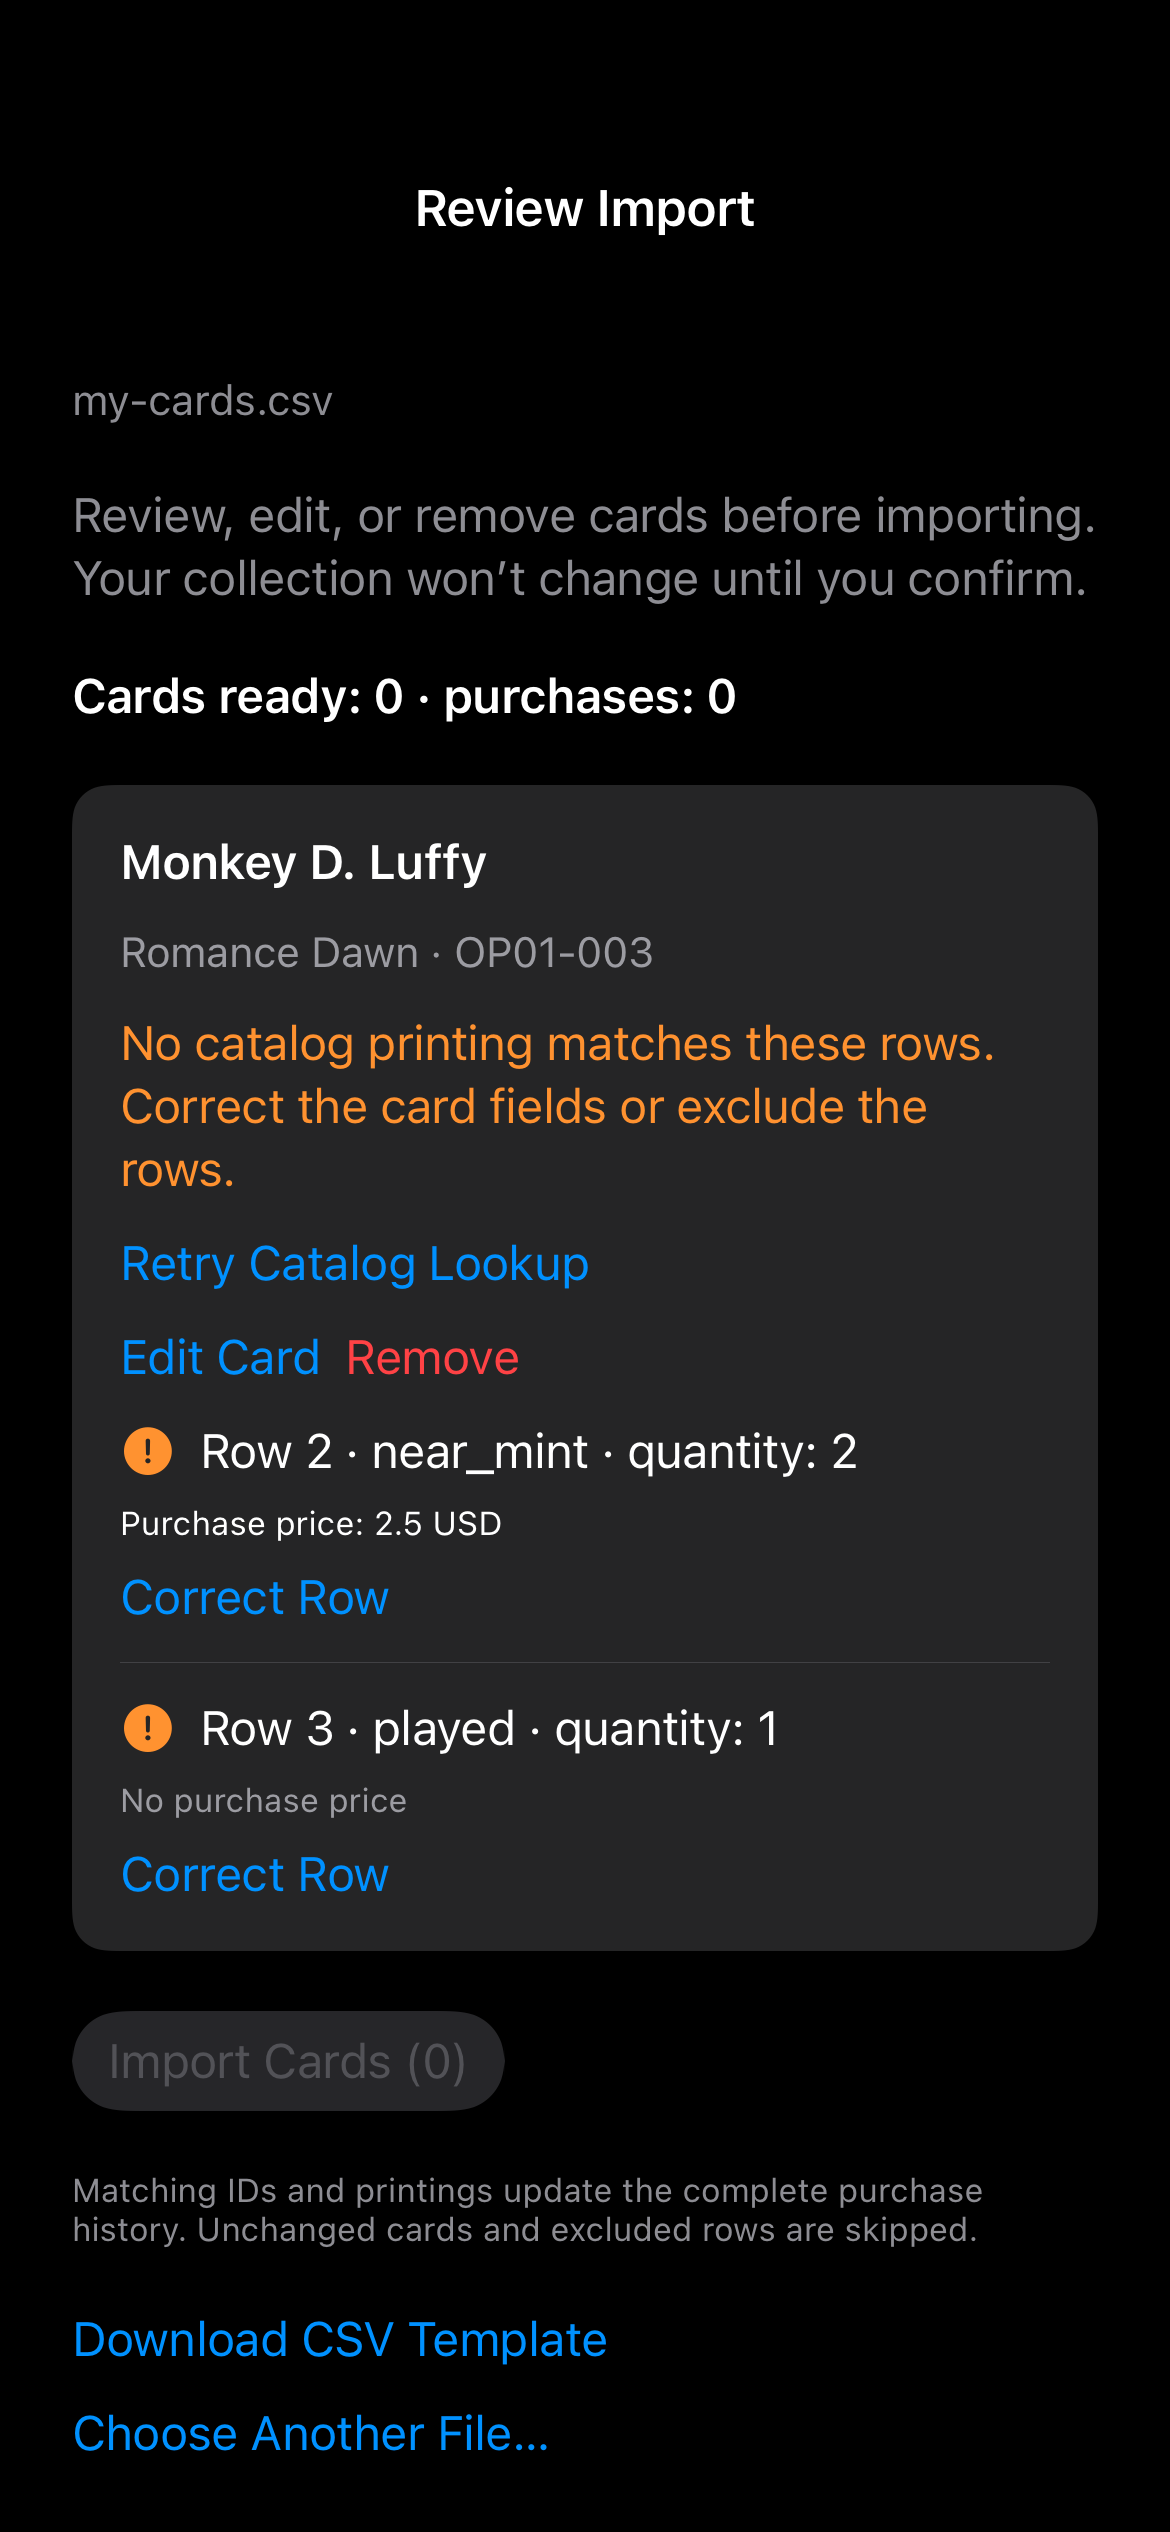 Review Import
my-cards.csv
Review, edit, or remove cards before importing.
Your collection won’t change until you confirm.
Cards ready: 0 · purchases: 0
Monkey D. Luffy
Romance Dawn · OP01-003
No catalog printing matches these rows.
Correct the card fields or exclude the
rows.
Retry Catalog Lookup
Edit Card Remove
Row 2 · near_mint · quantity: 2
Purchase price: 2.5 USD
Correct Row
Row 3 · played · quantity: 1
No purchase price
Correct Row
Import Cards (0)
Matching IDs and printings update the complete purchase
history. Unchanged cards and excluded rows are skipped.
Download CSV Template
Choose Another File...